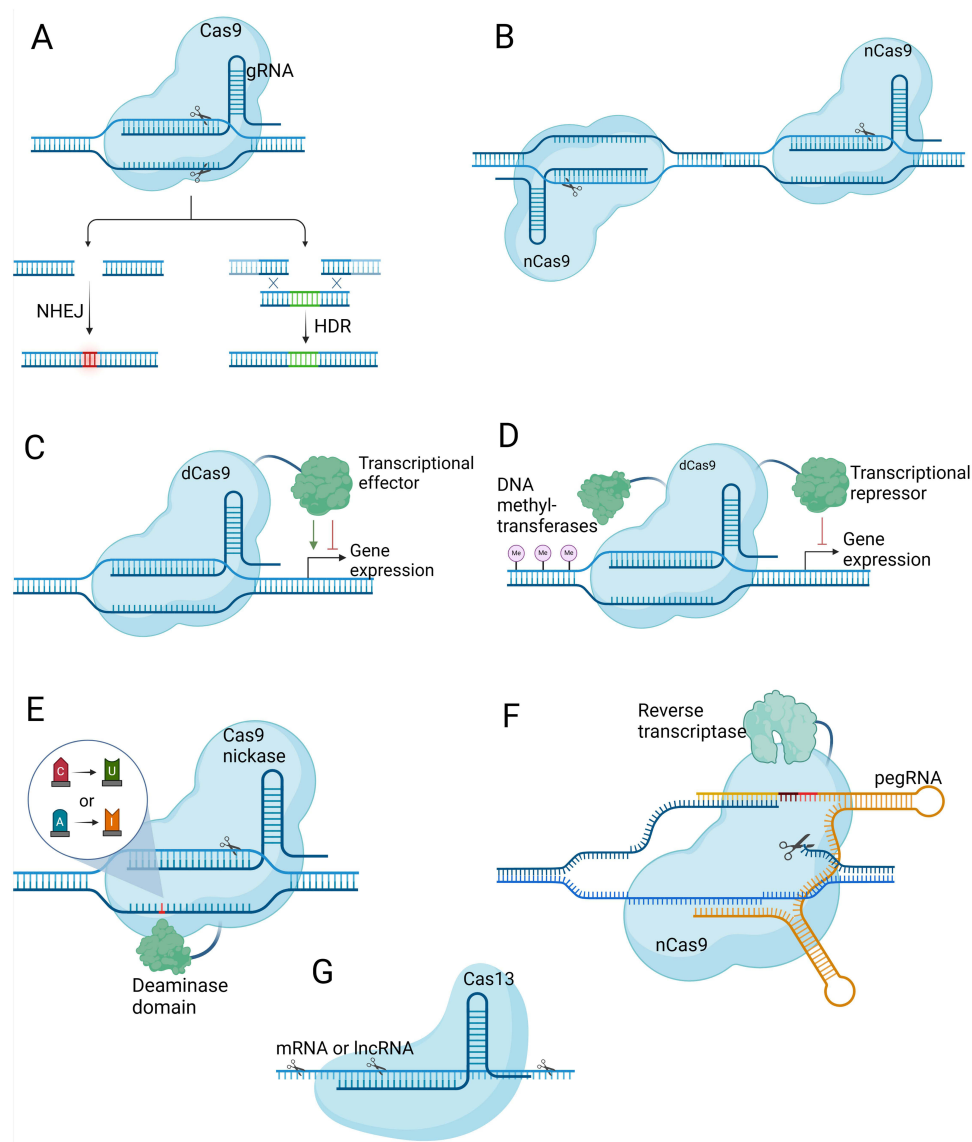 A
Cas9
gRNA
NHEJ
HDR
B
nCas9
nCas9
C
dCas9
Transcriptional
effector
Gene
expression
D
DNA
methyl-
transferases
dCas9
Transcriptional
repressor
Me
Me
Me
Gene
expression
E
C
U
or
A
I
Cas9
nickase
Deaminase
domain
F
Reverse
transcriptase
pegRNA
nCas9
G
Cas13
mRNA or lncRNA